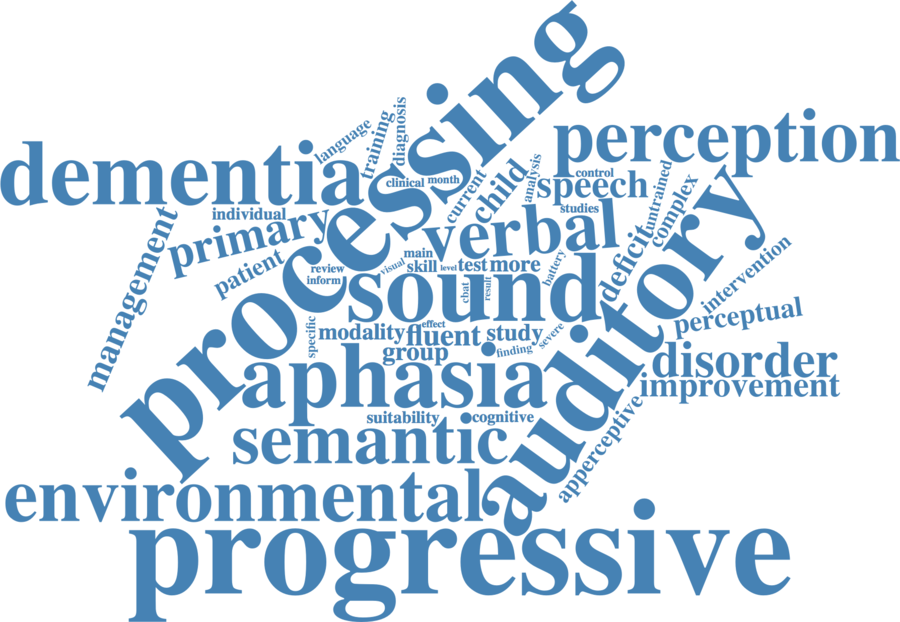 processing
perception
dementia
language
training
diagnosis
clinical
month
current
child
analysis
control
speech
studies
untrained
complex
individual
primary
management
patient
verbal
auditory
deficit
main
review
visual
skill
level
test
more
battery
intervention
inform
sound
cbat
result
perceptual
specific
modality
effect
fluent
study
severe
group
finding
disorder
aphasia
improvement
suitability
cognitive
apperceptive
semantic
environmental
progressive